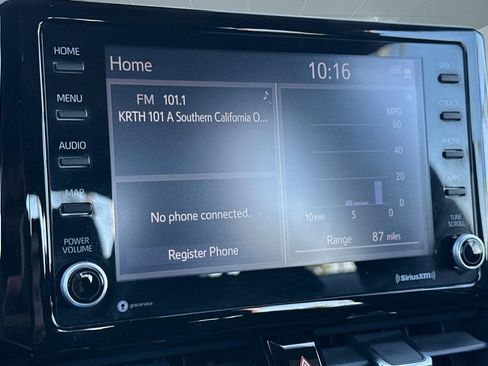 HOME
MENU
AUDIO
MAP
POWER
VOLUME
Home
10:16
FM 101.1
KRTH 101 A Southern California O...
No phone connected.
Register Phone
MPG
60
40
20
0
10 min 5 0
Range 87 miles
SELECT
TRACK
PHONE
APPS
TUNE
SCROLL
gracenote
SiriusXM